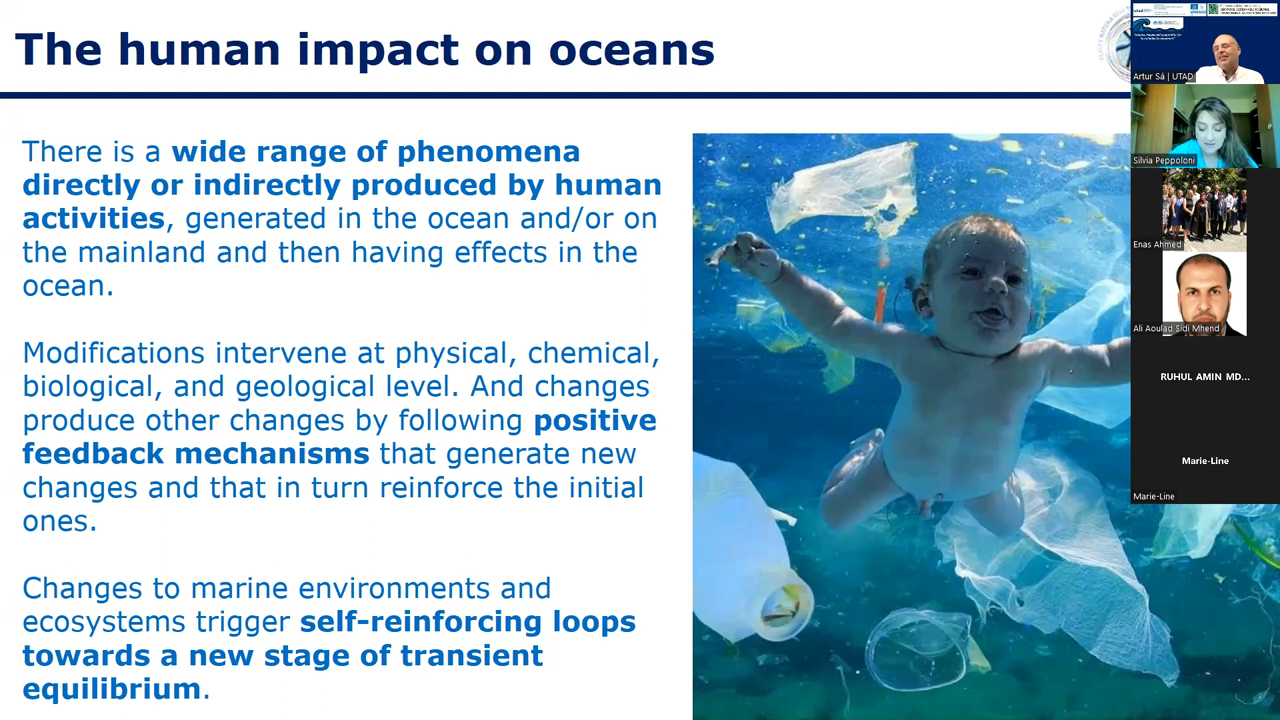 The human impact on oceans
There is a wide range of phenomena
directly or indirectly produced by human
activities, generated in the ocean and/or on
the mainland and then having effects in the
ocean.
Modifications intervene at physical, chemical,
biological, and geological level. And changes
produce other changes by following positive
feedback mechanisms that generate new
changes and that in turn reinforce the initial
ones.
Changes to marine environments and
ecosystems trigger self-reinforcing loops
towards a new stage of transient
equilibrium.
Artur Sá | UTAD
Silvia Peppoloni
Enas Ahmed
Ali Aoulad Sidi Mhend
RUHUL AMIN MD...
Marie-Line
Marie-Line